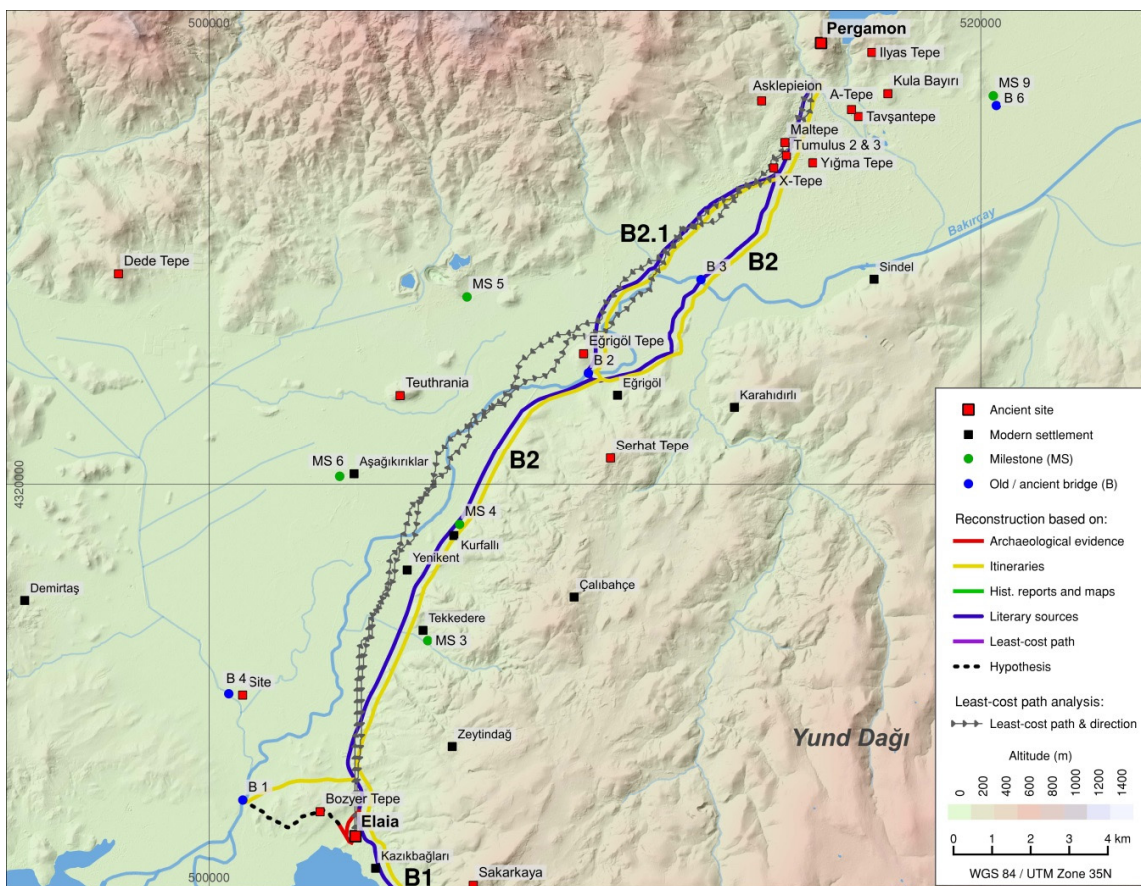 500000
520000
Pergamon
Ilyas Tepe
Kula Bayırı
MS 9
B 6
Asklepieion
A-Tepe
Tavşantepe
Maltepe
Tumulus 2 & 3
Yığma Tepe
X-Tepe
B2.1
B2
Bakırçay
Dede Tepe
B 3
Sindel
MS 5
Eğrigöl Tepe
B 2
Teuthrania
Eğrigöl
Karahıdırlı
B2
Serhat Tepe
MS 6
Aşağıkırıklar
4320000
MS 4
Kurfallı
Yenikent
Demirtaş
Çalıbahçe
Tekkedere
MS 3
B 4
Site
Zeytindağ
Yund Dağı
B 1
Bozyer Tepe
Elaia
Kazıkbağları
B1
Sakarkaya
500000
Ancient site
Modern settlement
Milestone (MS)
Old / ancient bridge (B)
Reconstruction based on:
Archaeological evidence
Itineraries
Hist. reports and maps
Literary sources
Least-cost path
Hypothesis
Least-cost path analysis:
Least-cost path & direction
Altitude (m)
0 200 400 600 800 1000 1200 1400
0 1 2 3 4 km
WGS 84 / UTM Zone 35N